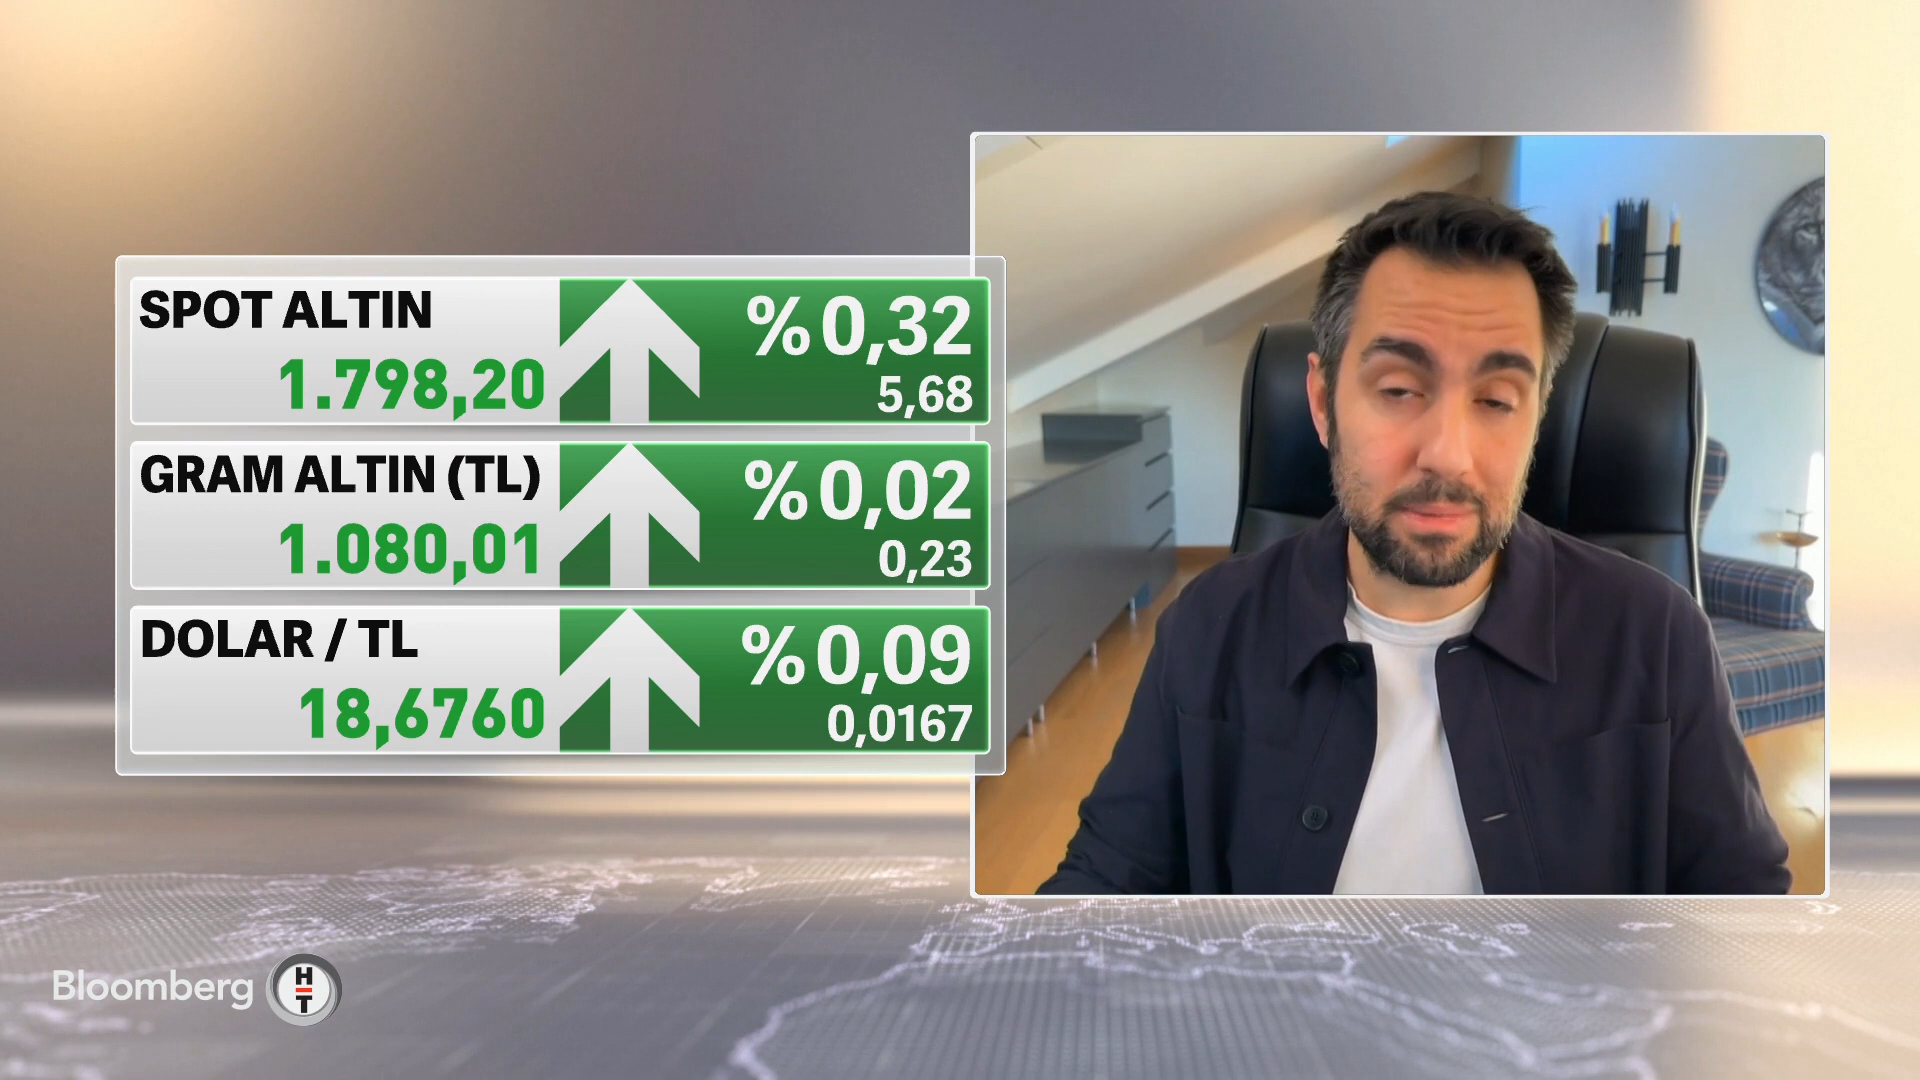 SPOT ALTIN
1.798,20
%0,32
5,68
GRAM ALTIN (TL)
1.080,01
%0,02
0,23
DOLAR / TL
18,6760
%0,09
0,0167
Bloomberg HT